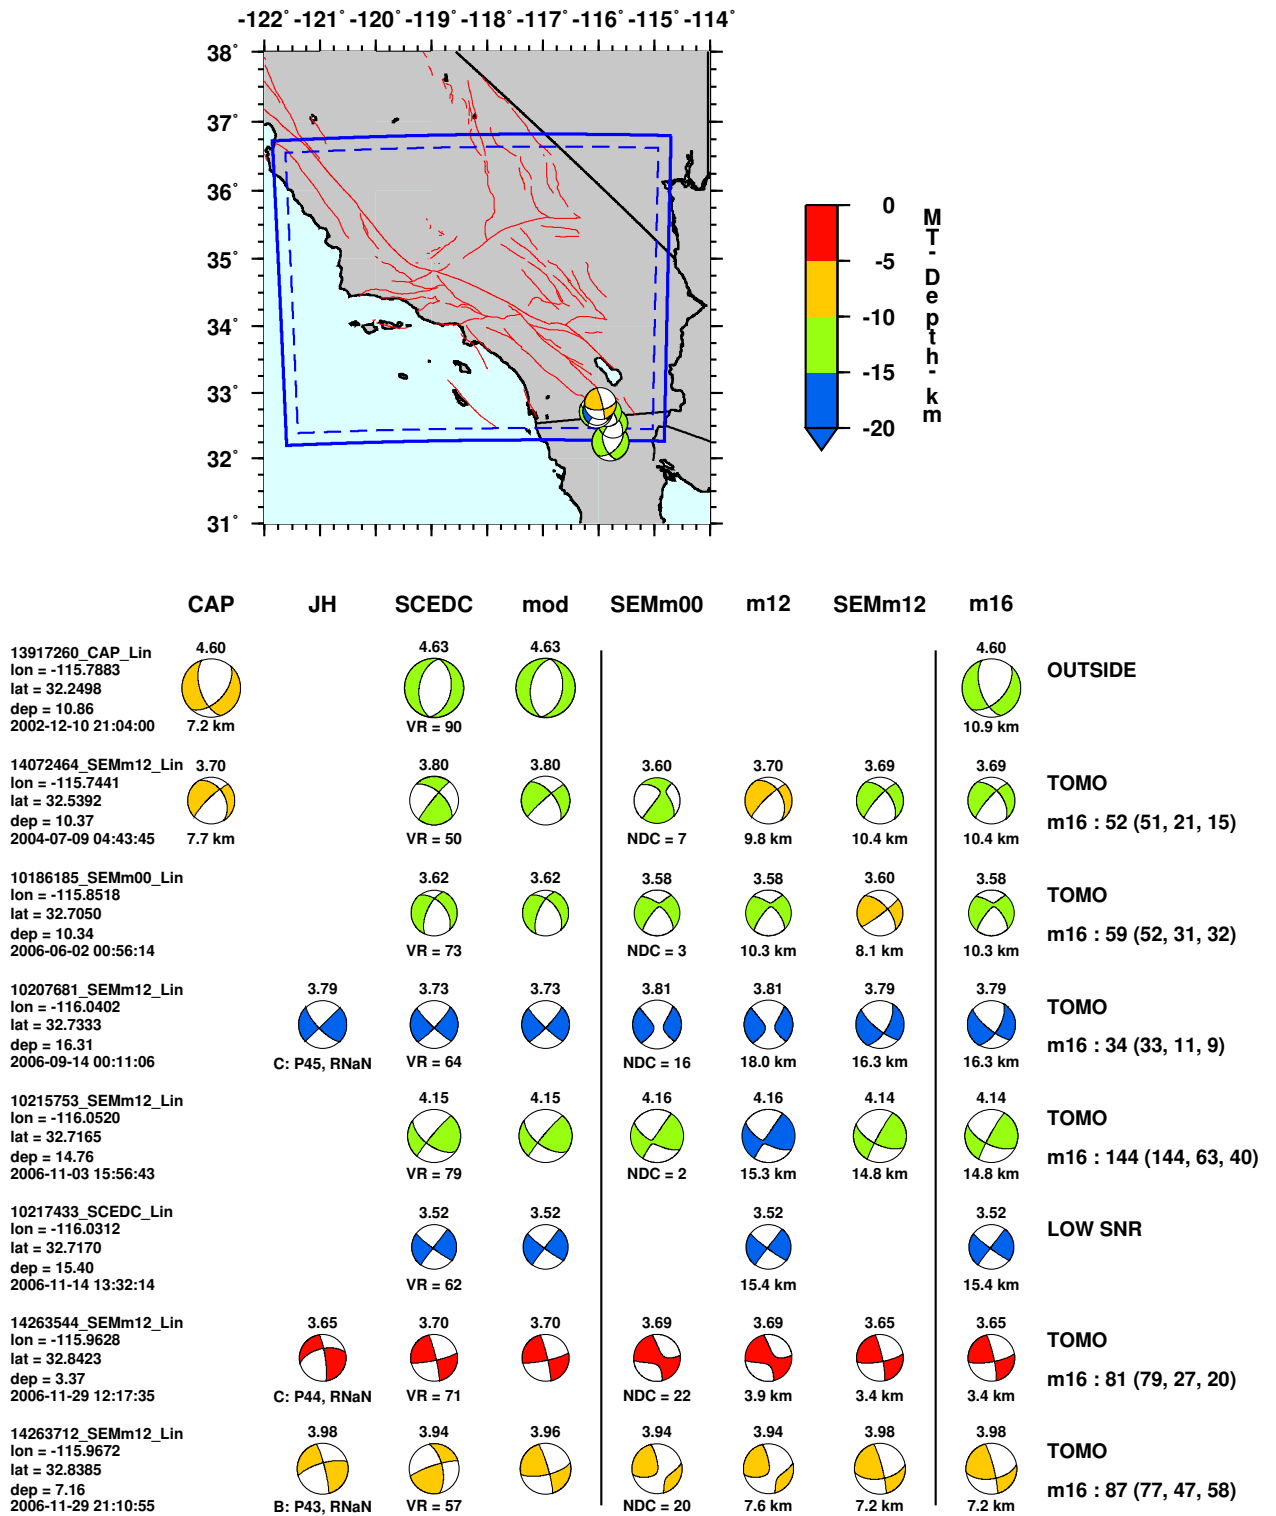 -122° -121° -120° -119° -118° -117° -116° -115° -114°
38°
37°
36°
35°
34°
33°
32°
31°
0
-5
-10
-15
-20
MT- Depth- km
CAP JH SCEDC mod SEMm00 m12 SEMm12 m16
13917260_CAP_Lin
lon = -115.7883
lat = 32.2498
dep = 10.86
2002-12-10 21:04:00
4.60 4.63 4.63 4.60
7.2 km VR = 90 10.9 km
OUTSIDE
14072464_SEMm12_Lin
lon = -115.7441
lat = 32.5392
dep = 10.37
2004-07-09 04:43:45
3.70 3.80 3.80 3.60 3.70 3.69 3.69
7.7 km VR = 50 NDC = 7 9.8 km 10.4 km 10.4 km
TOMO
m16 : 52 (51, 21, 15)
10186185_SEMm00_Lin
lon = -115.8518
lat = 32.7050
dep = 10.34
2006-06-02 00:56:14
3.62 3.62 3.58 3.58 3.60 3.58
VR = 73 NDC = 3 10.3 km 8.1 km 10.3 km
TOMO
m16 : 59 (52, 31, 32)
10207681_SEMm12_Lin
lon = -116.0402
lat = 32.7333
dep = 16.31
2006-09-14 00:11:06
3.79 3.73 3.73 3.81 3.81 3.79 3.79
C: P45, RNaN VR = 64 NDC = 16 18.0 km 16.3 km 16.3 km
TOMO
m16 : 34 (33, 11, 9)
10215753_SEMm12_Lin
lon = -116.0520
lat = 32.7165
dep = 14.76
2006-11-03 15:56:43
4.15 4.15 4.16 4.16 4.14 4.14
VR = 79 NDC = 2 15.3 km 14.8 km 14.8 km
TOMO
m16 : 144 (144, 63, 40)
10217433_SCEDC_Lin
lon = -116.0312
lat = 32.7170
dep = 15.40
2006-11-14 13:32:14
3.52 3.52 3.52 3.52
VR = 62 15.4 km 15.4 km
LOW SNR
14263544_SEMm12_Lin
lon = -115.9628
lat = 32.8423
dep = 3.37
2006-11-29 12:17:35
3.65 3.70 3.70 3.69 3.69 3.65 3.65
C: P44, RNaN VR = 71 NDC = 22 3.9 km 3.4 km 3.4 km
TOMO
m16 : 81 (79, 27, 20)
14263712_SEMm12_Lin
lon = -115.9672
lat = 32.8385
dep = 7.16
2006-11-29 21:10:55
3.98 3.94 3.96 3.94 3.94 3.98 3.98
B: P43, RNaN VR = 57 NDC = 20 7.6 km 7.2 km 7.2 km
TOMO
m16 : 87 (77, 47, 58)